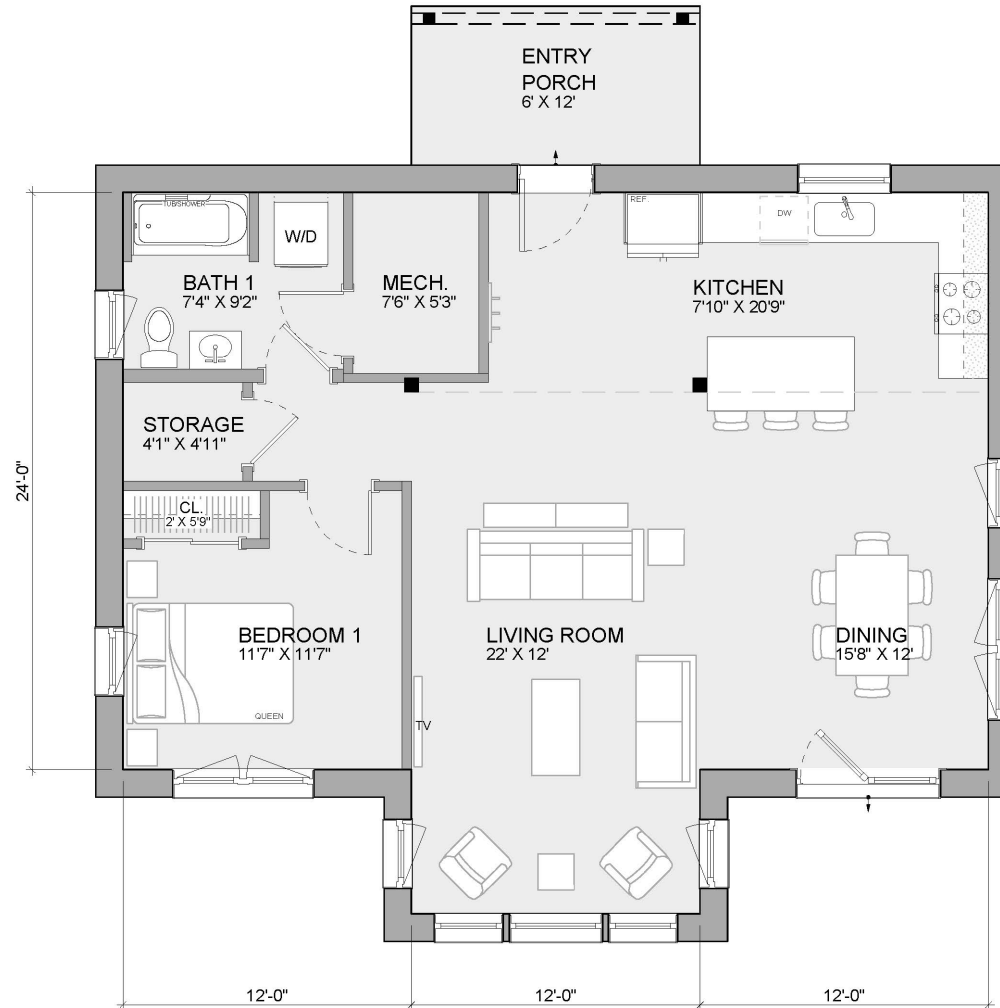 ENTRY
PORCH
6' X 12'
TUB/SHOWER
W/D
REF.
DW
BATH 1
7'4" X 9'2"
MECH.
7'6" X 5'3"
KITCHEN
7'10" X 20'9"
STORAGE
4'1" X 4'11"
24'-0"
CL.
2' X 5'9"
BEDROOM 1
11'7" X 11'7"
LIVING ROOM
22' X 12'
DINING
15'8" X 12'
QUEEN
TV
12'-0"
12'-0"
12'-0"